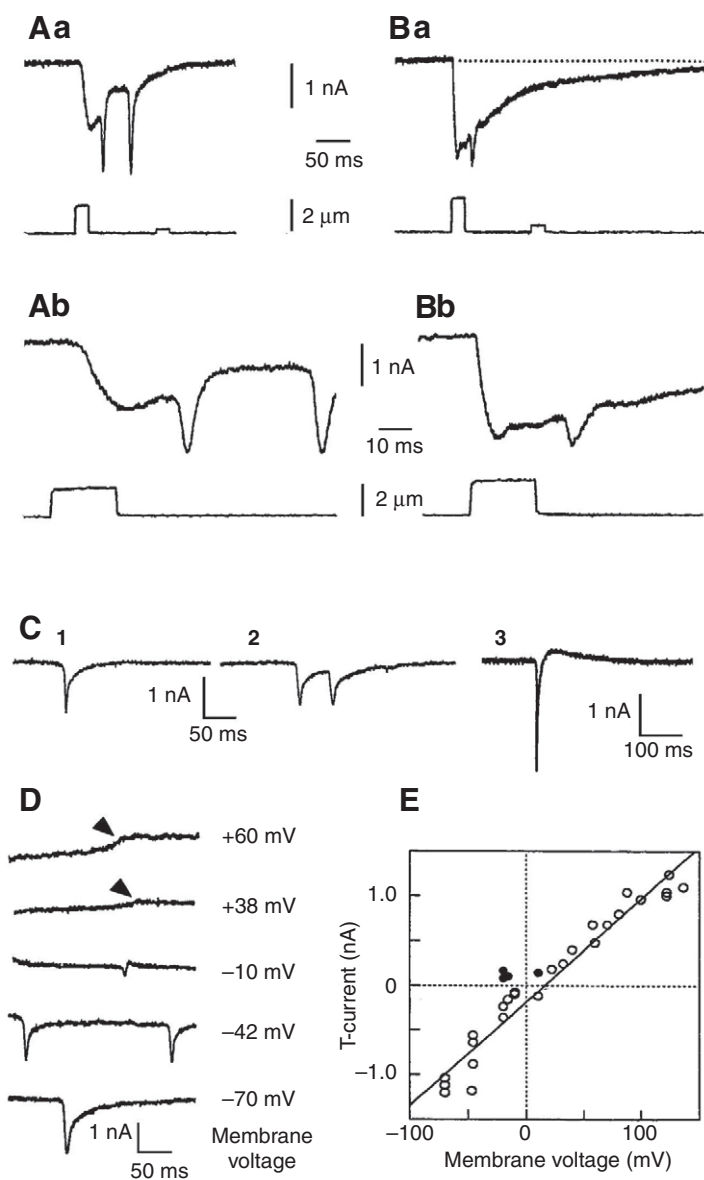 Aa
Ba
1 nA
50 ms
2 μm
Ab
Bb
1 nA
10 ms
2 μm
C
1
2
3
1 nA
50 ms
1 nA
100 ms
D
E
+60 mV
+38 mV
−10 mV
−42 mV
−70 mV
1 nA
50 ms
Membrane
voltage
T-current (nA)
1.0
0
−1.0
−100
0
100
Membrane voltage (mV)